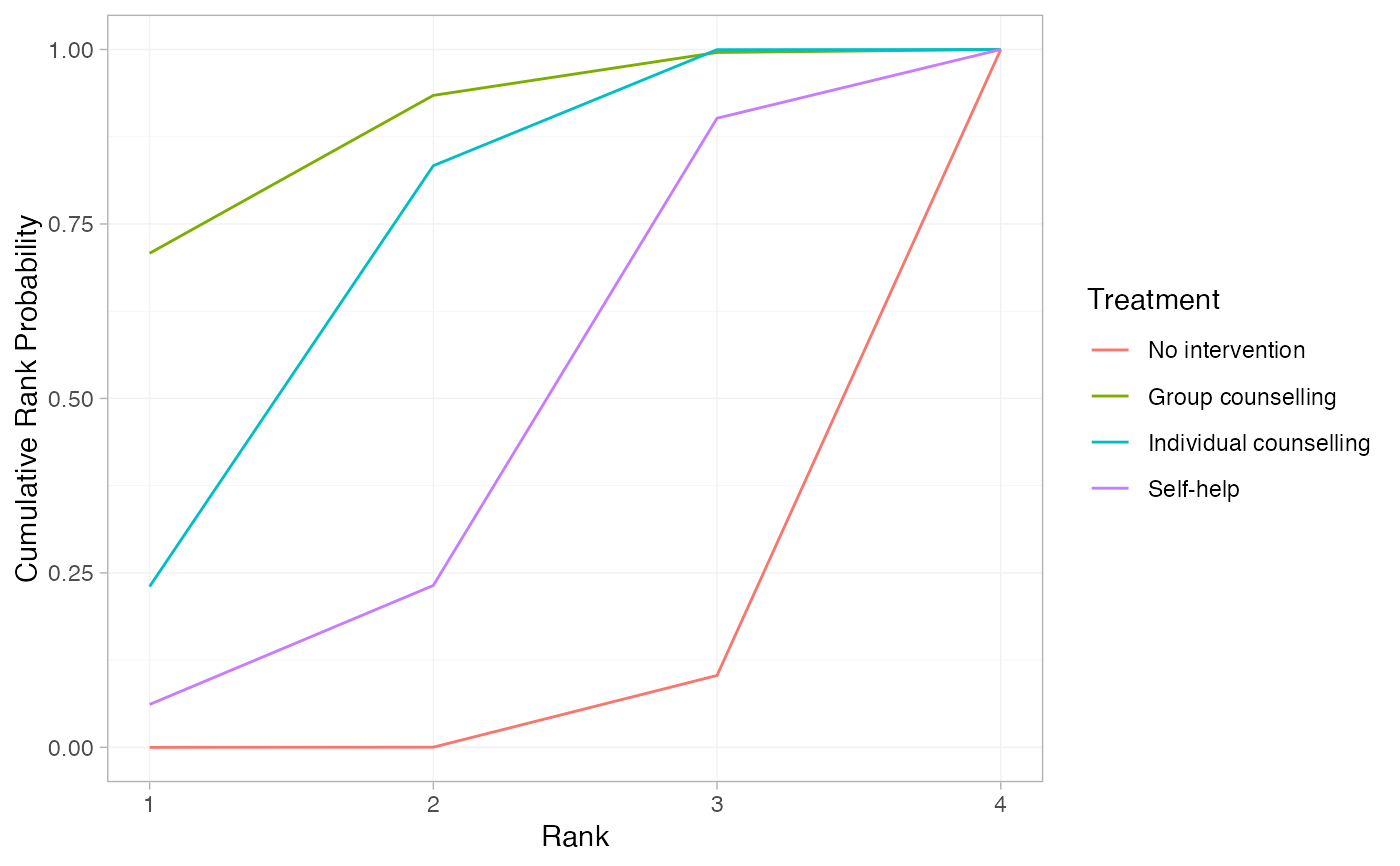 Cumulative Rank Probability
1.00
0.75
0.50
0.25
0.00
1 2 3 4
Rank
Treatment
No intervention
Group counselling
Individual counselling
Self-help